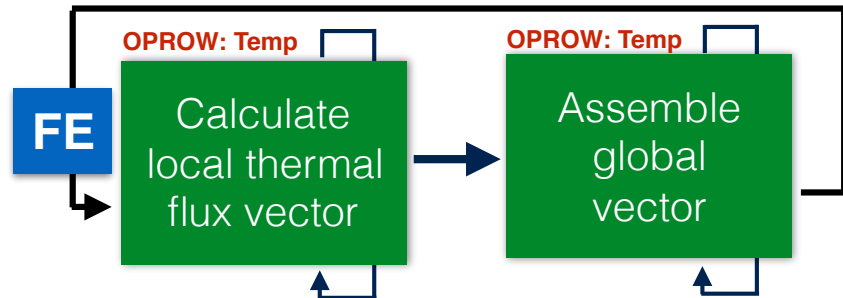 OPROW: Temp
OPROW: Temp
FE
Calculate
local thermal
flux vector
Assemble
global
vector